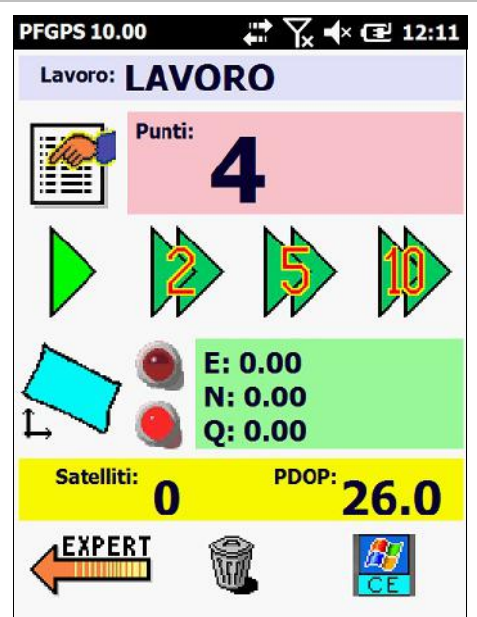 PFGPS 10.00 12:11
Lavoro: LAVORO
Punti:
4
2 5 10
E: 0.00
N: 0.00
Q: 0.00
Satelliti: 0 PDOP: 26.0
EXPERT
CE